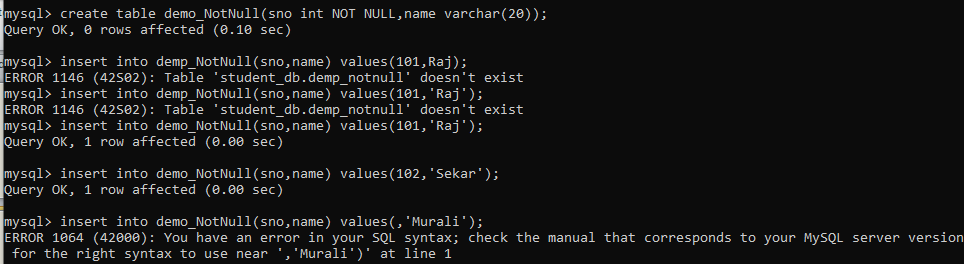 mysql> create table demo_NotNull(sno int NOT NULL,name varchar(20));
Query OK, 0 rows affected (0.10 sec)
mysql> insert into demp_NotNull(sno,name) values(101,Raj);
ERROR 1146 (42S02): Table 'student_db.demp_notnull' doesn't exist
mysql> insert into demp_NotNull(sno,name) values(101,'Raj');
ERROR 1146 (42S02): Table 'student_db.demp_notnull' doesn't exist
mysql> insert into demo_NotNull(sno,name) values(101,'Raj');
Query OK, 1 row affected (0.00 sec)
mysql> insert into demo_NotNull(sno,name) values(102,'Sekar');
Query OK, 1 row affected (0.00 sec)
mysql> insert into demo_NotNull(sno,name) values(,'Murali');
ERROR 1064 (42000): You have an error in your SQL syntax; check the manual that corresponds to your MySQL server version
for the right syntax to use near ','Murali')' at line 1